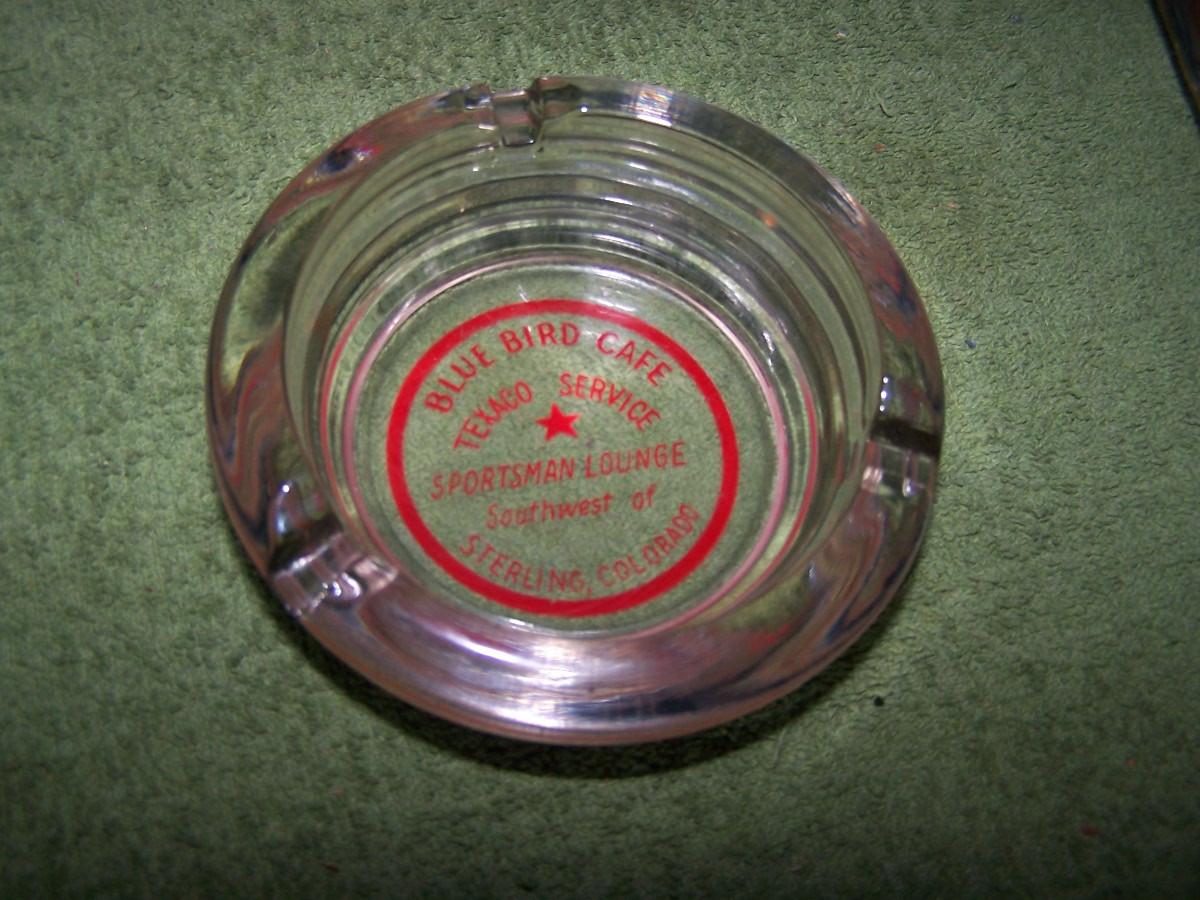 BLUE BIRD CAFE
TEXACO SERVICE
SPORTSMAN LOUNGE
Southwest of
STERLING, COLORADO